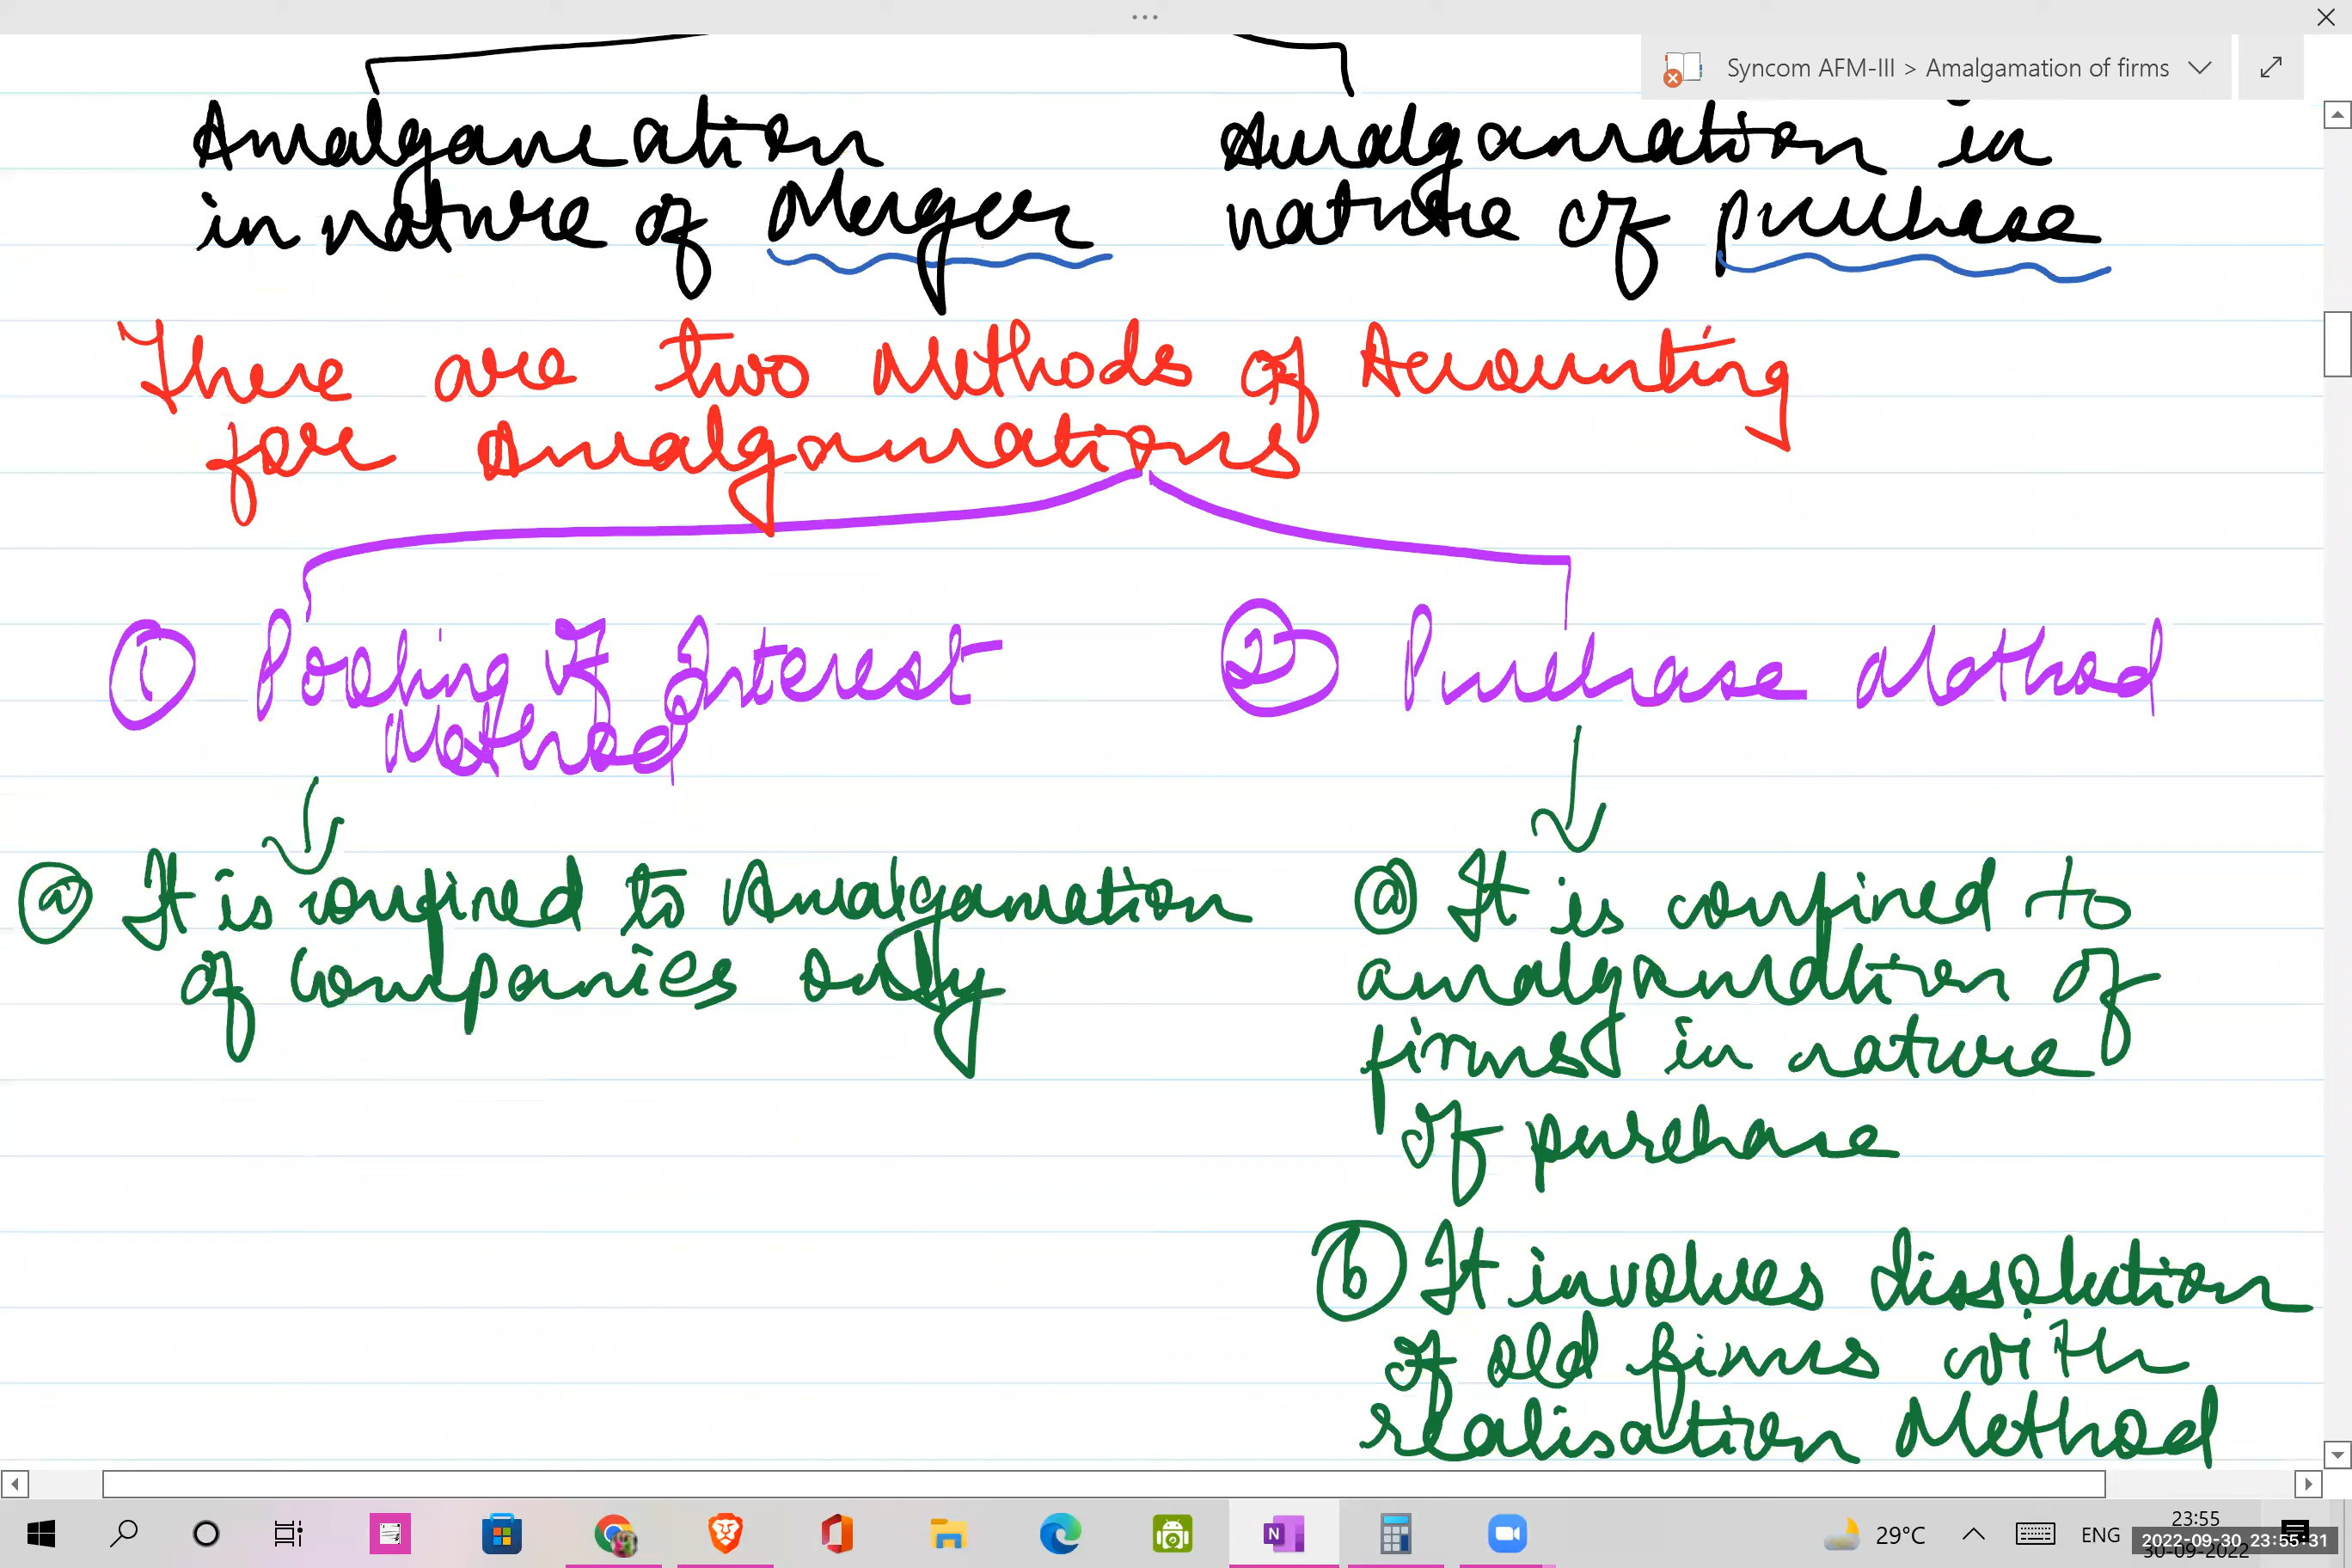 Syncom AFM-III > Amalgamation of firms
Amalgamation
in nature of Merger
Amalgamation in
nature of purchase
There are two Methods of Accounting
for Amalgamations
1 Pooling of Interest
Method
2 Purchase Method
a It is confined to Amalgamation
of companies only
a It is confined to
amalgamation of
firms in nature
of purchase
b It involves dissolution
of old firms with
realisation Method
29°C
ENG
23:55
30-09-2022
2022-09-30 23:55:31